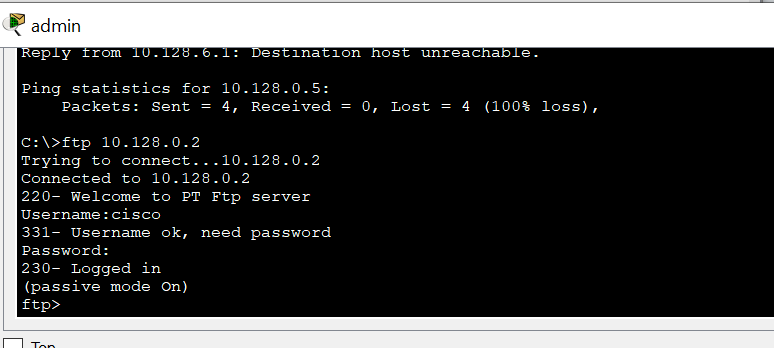 admin
Reply from 10.128.6.1: Destination host unreachable.
Ping statistics for 10.128.0.5:
Packets: Sent = 4, Received = 0, Lost = 4 (100% loss),
C:\>ftp 10.128.0.2
Trying to connect...10.128.0.2
Connected to 10.128.0.2
220- Welcome to PT Ftp server
Username:cisco
331- Username ok, need password
Password:
230- Logged in
(passive mode On)
ftp>
Top